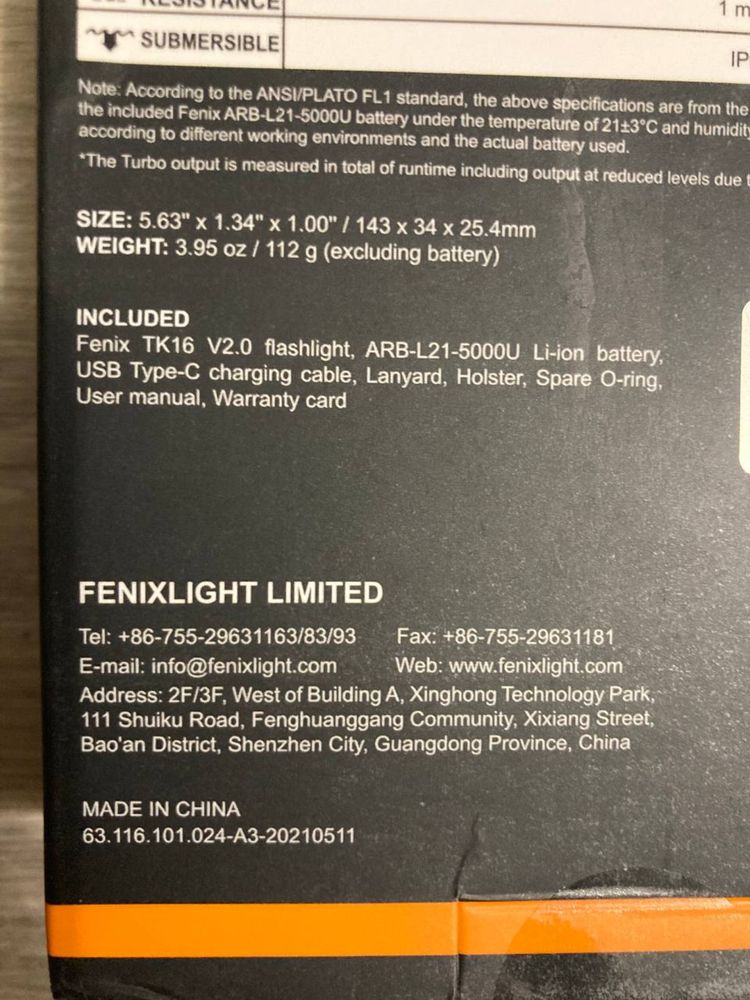 RESISTANCE
1 m
SUBMERSIBLE
IP
Note: According to the ANSI/PLATO FL1 standard, the above specifications are from the
the included Fenix ARB-L21-5000U battery under the temperature of 21±3°C and humidity
according to different working environments and the actual battery used.
*The Turbo output is measured in total of runtime including output at reduced levels due t
SIZE: 5.63" x 1.34" x 1.00" / 143 x 34 x 25.4mm
WEIGHT: 3.95 oz / 112 g (excluding battery)
INCLUDED
Fenix TK16 V2.0 flashlight, ARB-L21-5000U Li-ion battery,
USB Type-C charging cable, Lanyard, Holster, Spare O-ring,
User manual, Warranty card
FENIXLIGHT LIMITED
Tel: +86-755-29631163/83/93 Fax: +86-755-29631181
E-mail: info@fenixlight.com Web: www.fenixlight.com
Address: 2F/3F, West of Building A, Xinghong Technology Park,
111 Shuiku Road, Fenghuanggang Community, Xixiang Street,
Bao'an District, Shenzhen City, Guangdong Province, China
MADE IN CHINA
63.116.101.024-A3-20210511